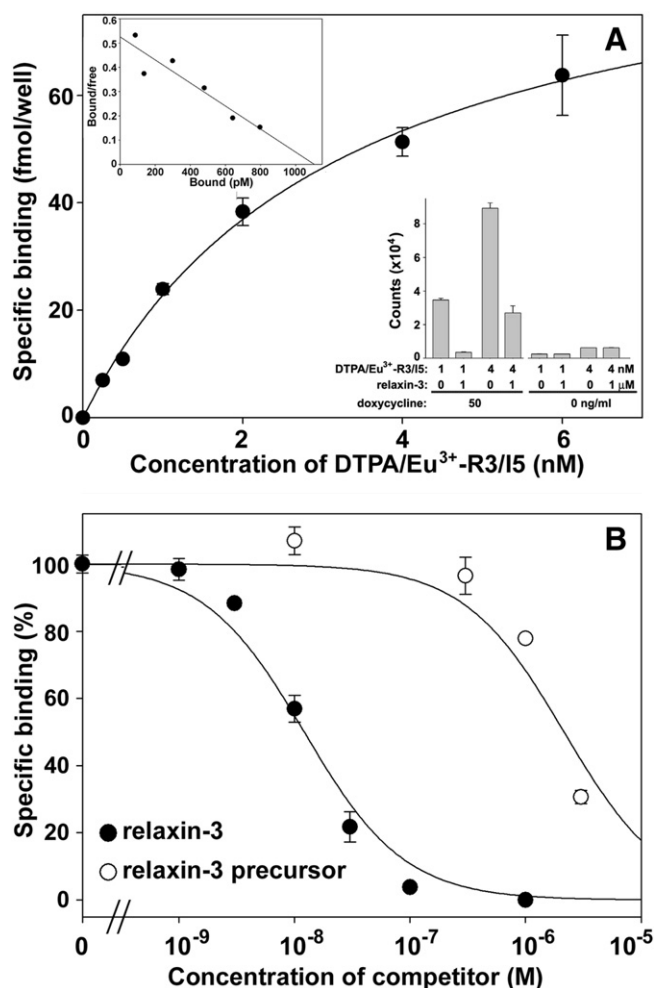 A
Specific binding (fmol/well)
60
40
20
0
0.6
0.5
0.4
0.3
0.2
0.1
0
Bound/free
0 200 400 600 800 1000
Bound (pM)
Counts (x10⁴)
8
6
4
2
0
DTPA/Eu³⁺-R3/I5: 1 1 4 4 1 1 4 4 nM
relaxin-3: 0 1 0 1 0 1 0 1 μM
doxycycline: 50 0 ng/ml
0 2 4 6
Concentration of DTPA/Eu³⁺-R3/I5 (nM)
B
Specific binding (%)
100
80
60
40
20
0
relaxin-3
relaxin-3 precursor
0 10⁻⁹ 10⁻⁸ 10⁻⁷ 10⁻⁶ 10⁻⁵
Concentration of competitor (M)